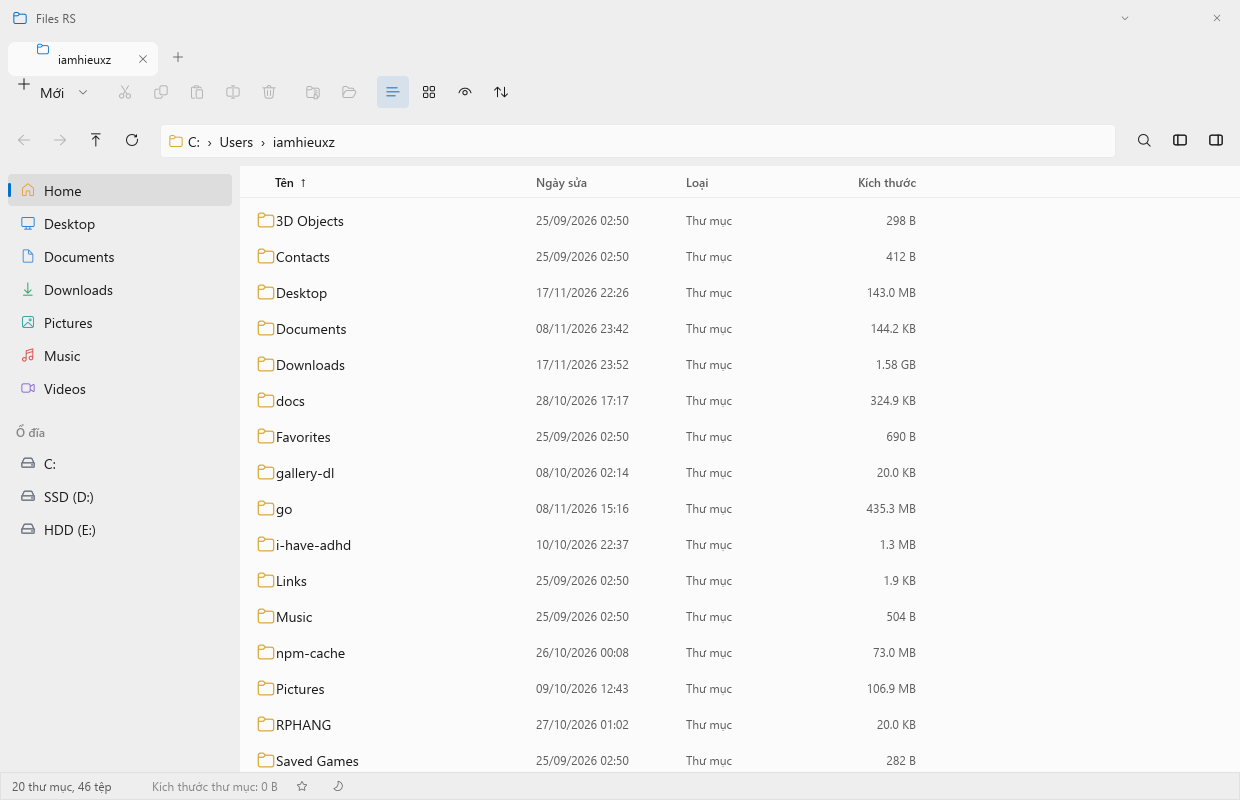 Files RS
iamhieuxz
Mới
C: › Users › iamhieuxz
Home
Desktop
Documents
Downloads
Pictures
Music
Videos
Ổ đĩa
C:
SSD (D:)
HDD (E:)
Tên ↑ Ngày sửa Loại Kích thước
3D Objects 25/09/2026 02:50 Thư mục 298 B
Contacts 25/09/2026 02:50 Thư mục 412 B
Desktop 17/11/2026 22:26 Thư mục 143.0 MB
Documents 08/11/2026 23:42 Thư mục 144.2 KB
Downloads 17/11/2026 23:52 Thư mục 1.58 GB
docs 28/10/2026 17:17 Thư mục 324.9 KB
Favorites 25/09/2026 02:50 Thư mục 690 B
gallery-dl 08/10/2026 02:14 Thư mục 20.0 KB
go 08/11/2026 15:16 Thư mục 435.3 MB
i-have-adhd 10/10/2026 22:37 Thư mục 1.3 MB
Links 25/09/2026 02:50 Thư mục 1.9 KB
Music 25/09/2026 02:50 Thư mục 504 B
npm-cache 26/10/2026 00:08 Thư mục 73.0 MB
Pictures 09/10/2026 12:43 Thư mục 106.9 MB
RPHANG 27/10/2026 01:02 Thư mục 20.0 KB
Saved Games 25/09/2026 02:50 Thư mục 282 B
20 thư mục, 46 tệp Kích thước thư mục: 0 B